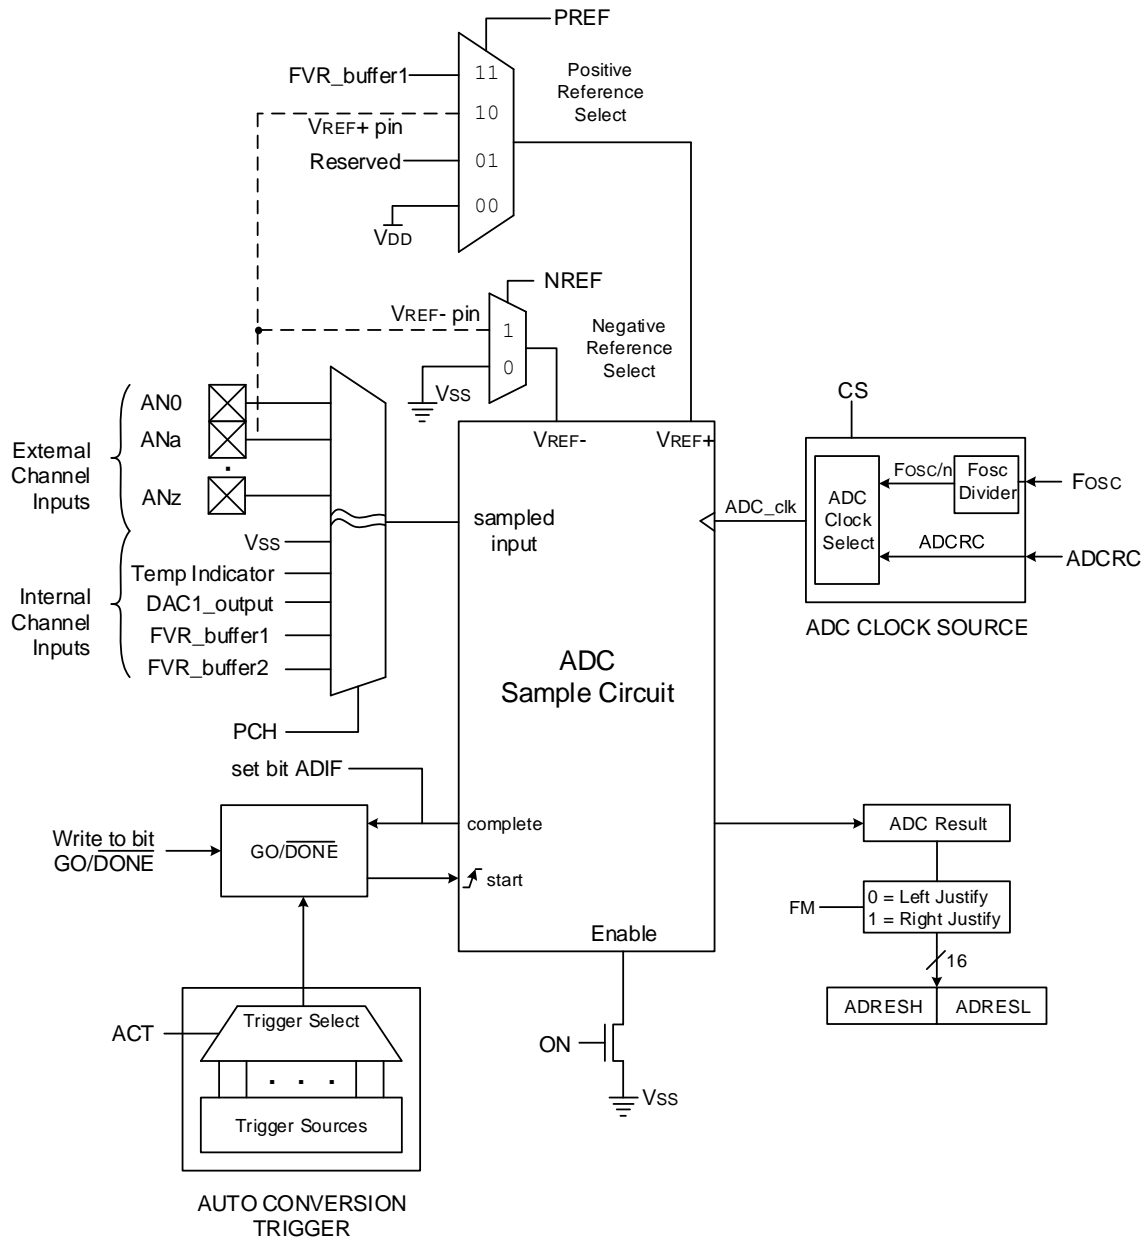 PREF
FVR_buffer1
11
Positive
Reference
Select
10
VREF+ pin
Reserved
01
00
VDD
NREF
VREF- pin
1
Negative
Reference
Select
0
VSS
External
Channel
Inputs
AN0
ANa
ANz
Internal
Channel
Inputs
VSS
Temp Indicator
DAC1_output
FVR_buffer1
FVR_buffer2
PCH
VREF-
VREF+
sampled
input
ADC
Sample Circuit
CS
ADC_clk
ADC
Clock
Select
FOSC/n
Fosc
Divider
FOSC
ADCRC
ADCRC
ADC CLOCK SOURCE
set bit ADIF
complete
Write to bit
GO/DONE
GO/DONE
start
Enable
ADC Result
FM
0 = Left Justify
1 = Right Justify
16
ADRESH
ADRESL
ON
VSS
ACT
Trigger Select
. . .
Trigger Sources
AUTO CONVERSION
TRIGGER